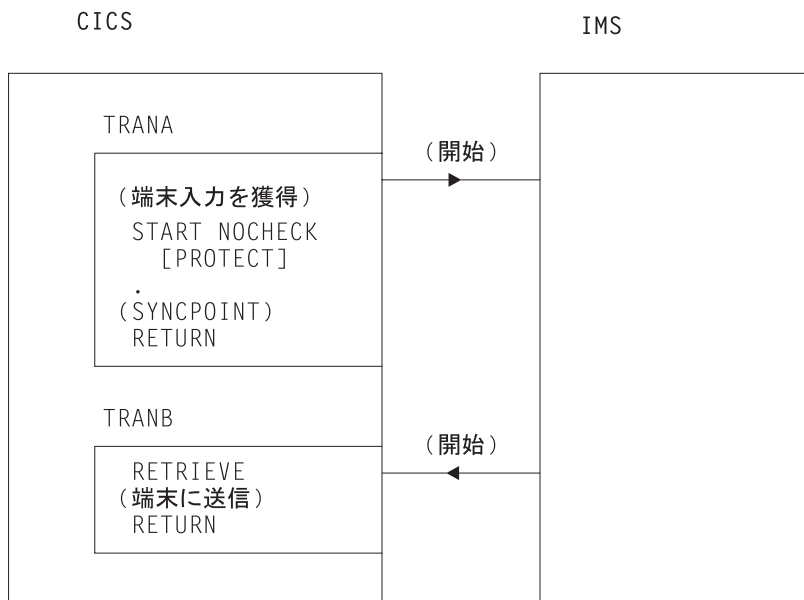 CICS
IMS
TRANA
(開始)
(端末入力を獲得)
START NOCHECK
[PROTECT]
.
(SYNCPOINT)
RETURN
TRANB
(開始)
RETRIEVE
(端末に送信)
RETURN